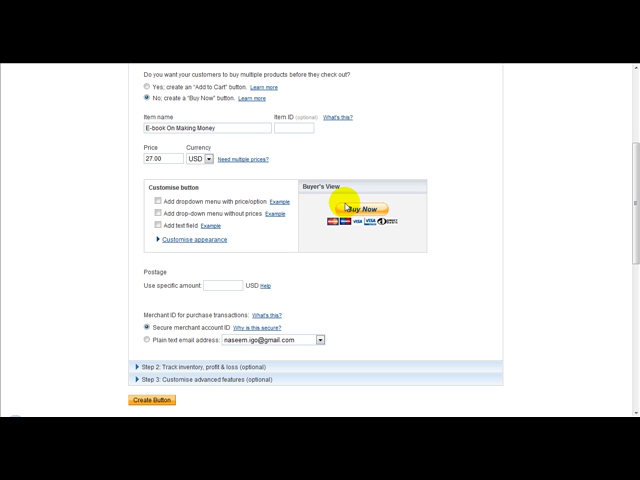 Do you want your customers to buy multiple products before they check out?
Yes; create an "Add to Cart" button. Learn more
No; create a "Buy Now" button. Learn more
Item name Item ID (optional) What's this?
E-book On Making Money
Price Currency
27.00 USD Need multiple prices?
Customise button Buyer's View
Add dropdown menu with price/option Example
Buy Now
Add drop-down menu without prices Example
VISA VISA
Add text field Example
Customise appearance
Postage
Use specific amount: USD Help
Merchant ID for purchase transactions: What's this?
Secure merchant account ID Why is this secure?
Plain text email address: naseem.igo@gmail.com
Step 2: Track inventory, profit & loss (optional)
Step 3: Customise advanced features (optional)
Create Button